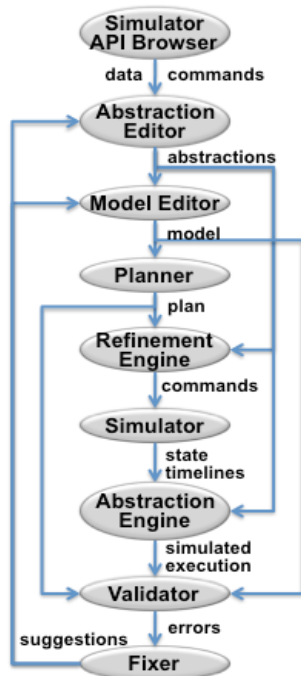 Simulator
API Browser
data commands
Abstraction
Editor
abstractions
Model Editor
model
Planner
plan
Refinement
Engine
commands
Simulator
state
timelines
Abstraction
Engine
simulated
execution
Validator
suggestions errors
Fixer